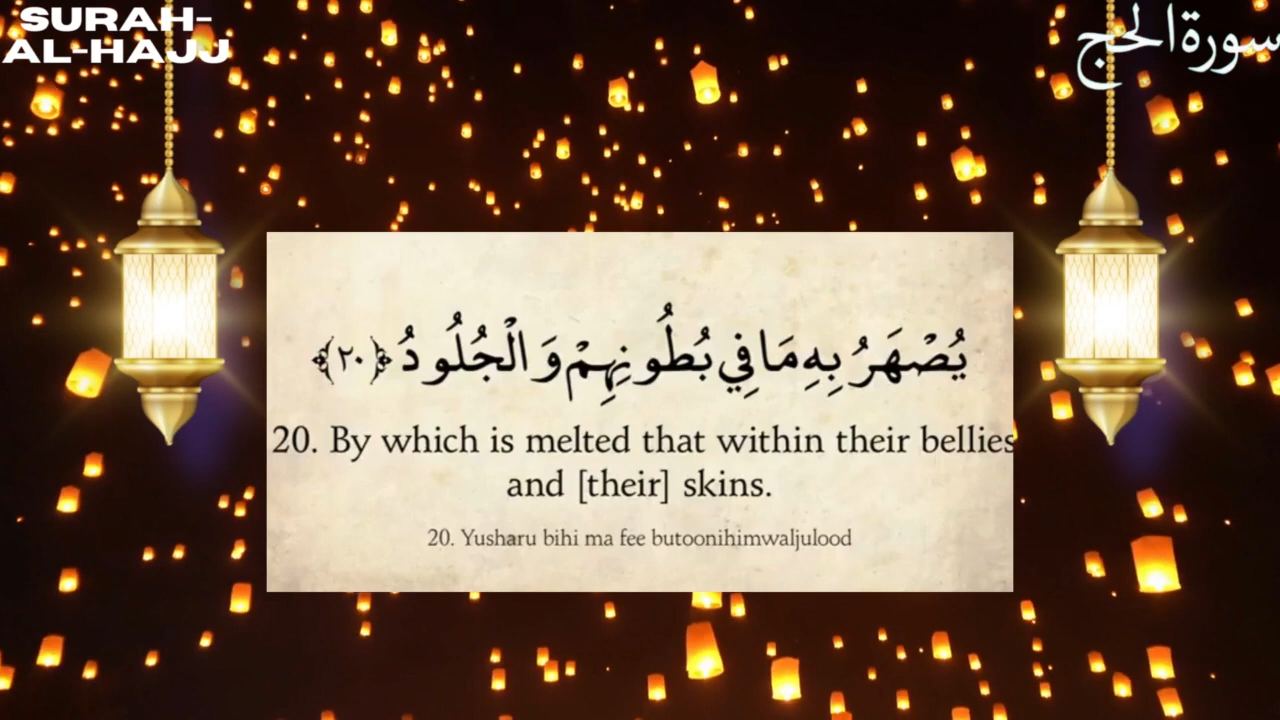 SURAH-
AL-HAJJ
سورة الحج
يُصْهَرُ بِهِ مَا فِي بُطُونِهِمْ وَالْجُلُودُ ﴿٢٠﴾
20. By which is melted that within their bellies
and [their] skins.
20. Yusharu bihi ma fee butoonihimwaljulood